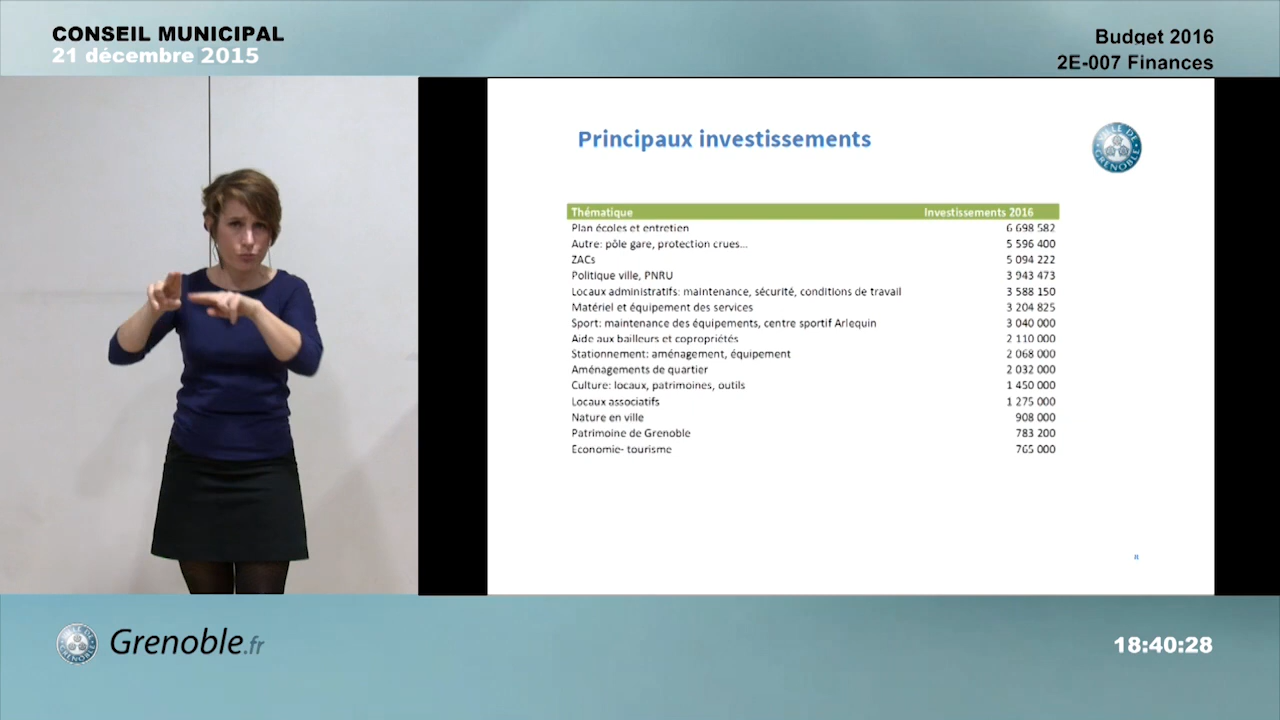 CONSEIL MUNICIPAL
21 décembre 2015
Budget 2016
2E-007 Finances
Principaux investissements
VILLE DE GRENOBLE
Thématique Investissements 2016
Plan écoles et entretien 6 698 582
Autre: pôle gare, protection crues... 5 596 400
ZACs 5 094 222
Politique ville, PNRU 3 943 473
Locaux administratifs: maintenance, sécurité, conditions de travail 3 588 150
Matériel et équipement des services 3 204 825
Sport: maintenance des équipements, centre sportif Arlequin 3 040 000
Aide aux bailleurs et copropriétés 2 110 000
Stationnement: aménagement, équipement 2 068 000
Aménagements de quartier 2 032 000
Culture: locaux, patrimoines, outils 1 450 000
Locaux associatifs 1 275 000
Nature en ville 908 000
Patrimoine de Grenoble 783 200
Economie- tourisme 765 000
VILLE DE GRENOBLE
Grenoble.fr
18:40:28